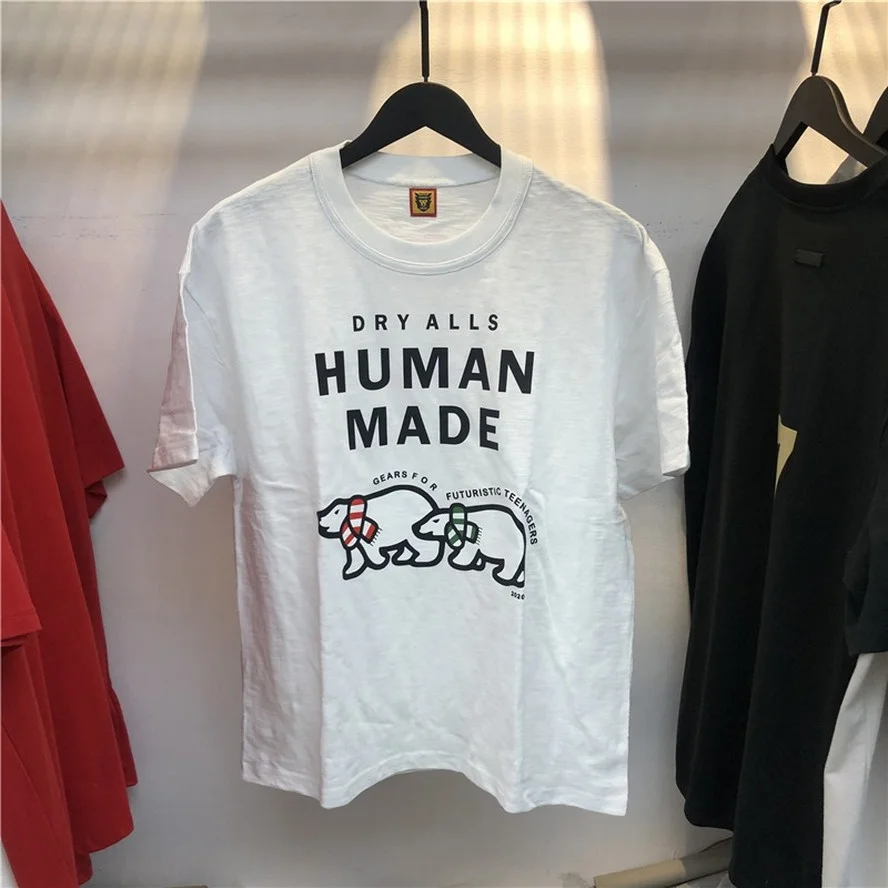 DRY ALLS
HUMAN
MADE
GEARS FOR
FUTURISTIC TEENAGERS
2020